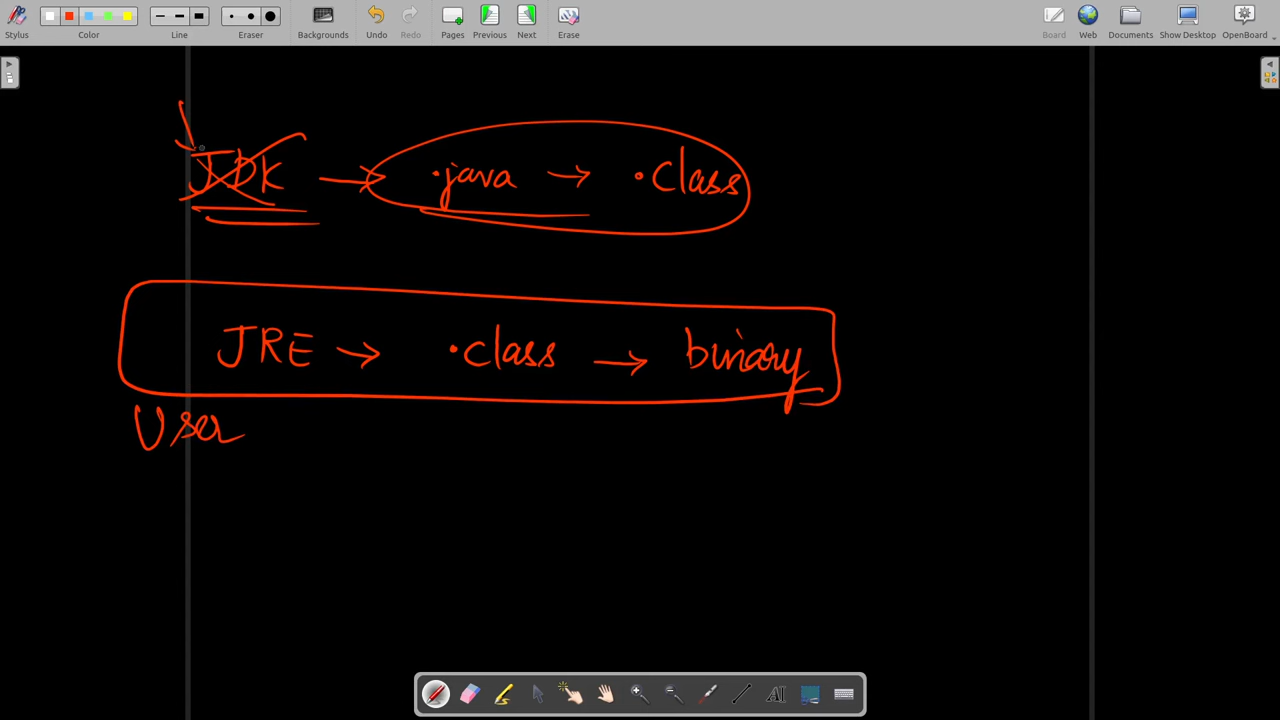 Stylus Color Line Eraser Backgrounds Undo Redo Pages Previous Next Erase Board Web Documents Show Desktop OpenBoard
JDK → .java → .class
JRE → .class → binary
User
AI